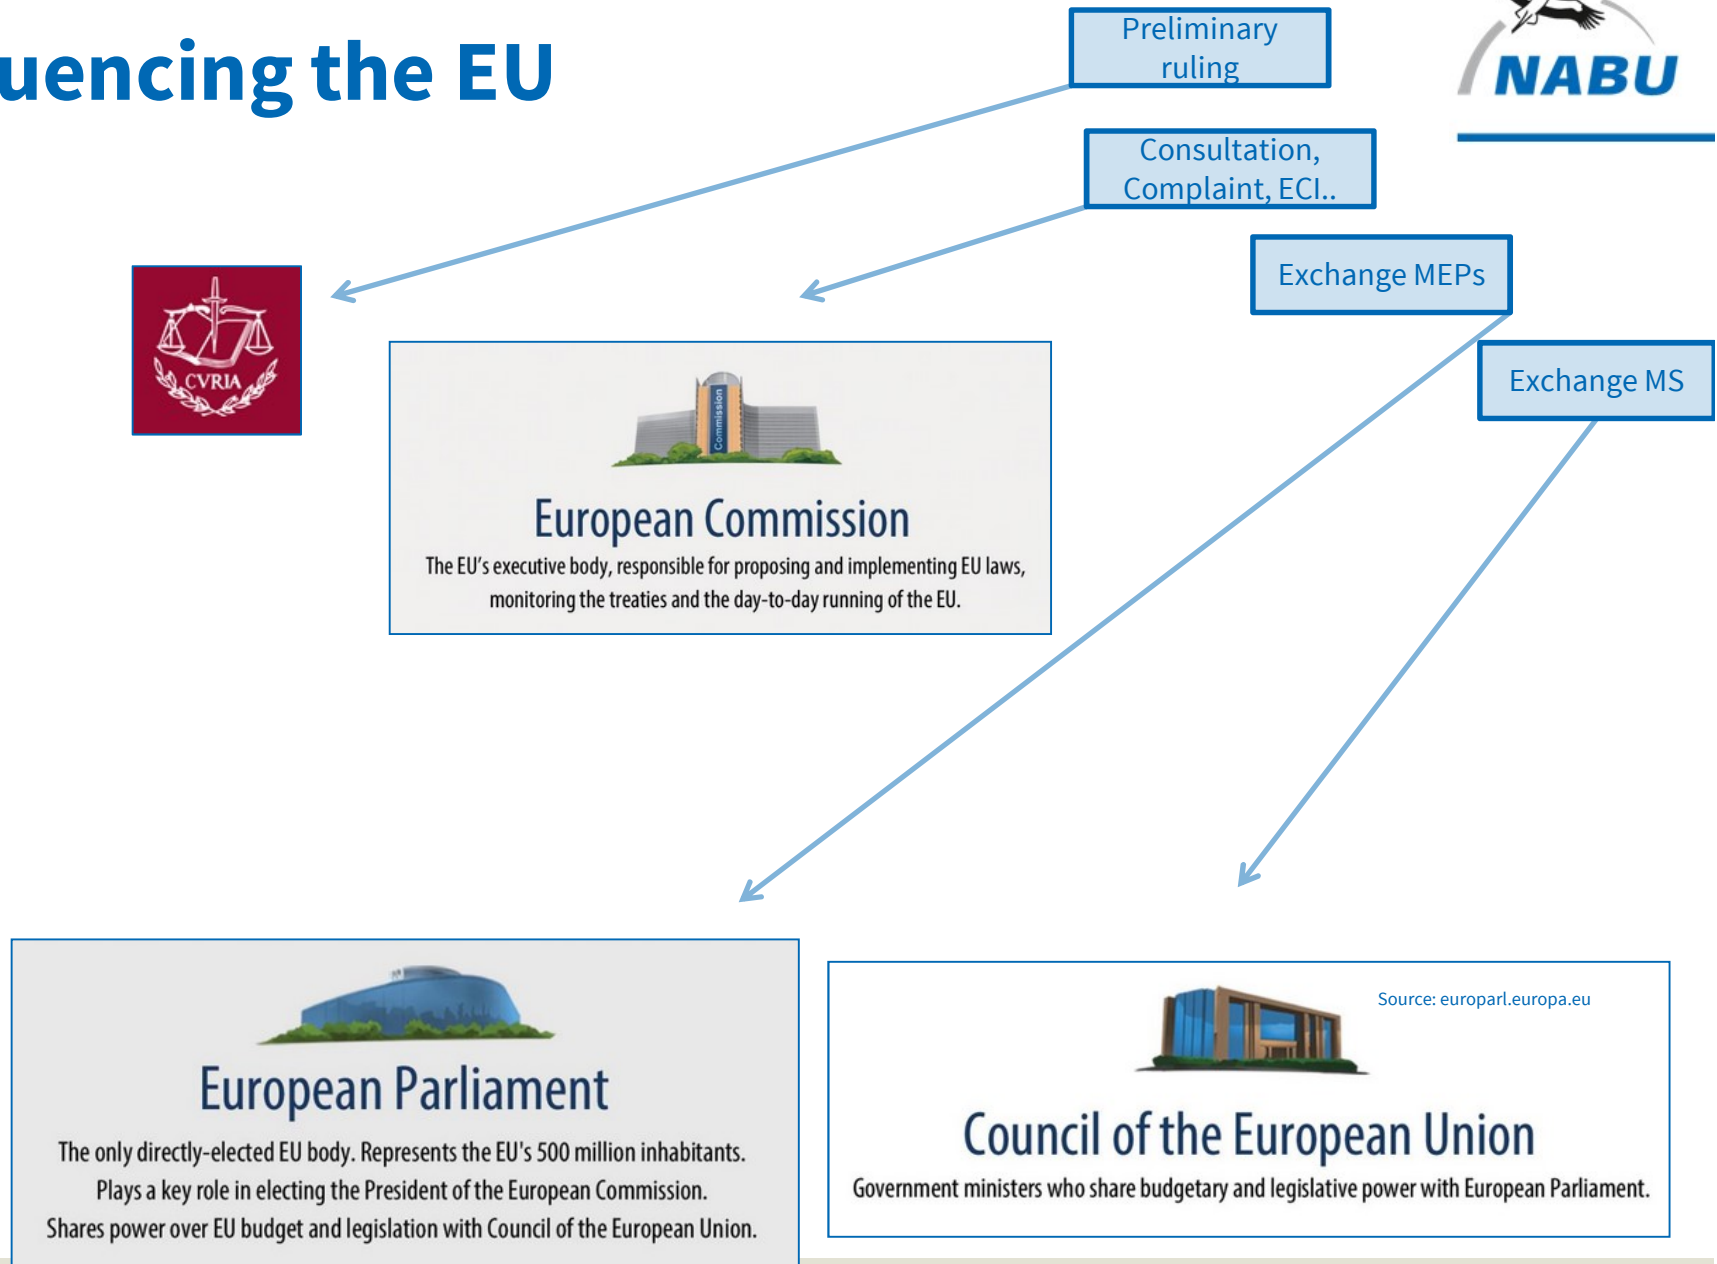 uencing the EU
Preliminary
ruling
NABU
Consultation,
Complaint, ECI..
Exchange MEPs
Exchange MS
CVRIA
Commission
European Commission
The EU's executive body, responsible for proposing and implementing EU laws,
monitoring the treaties and the day-to-day running of the EU.
European Parliament
The only directly-elected EU body. Represents the EU's 500 million inhabitants.
Plays a key role in electing the President of the European Commission.
Shares power over EU budget and legislation with Council of the European Union.
Source: europarl.europa.eu
Council of the European Union
Government ministers who share budgetary and legislative power with European Parliament.